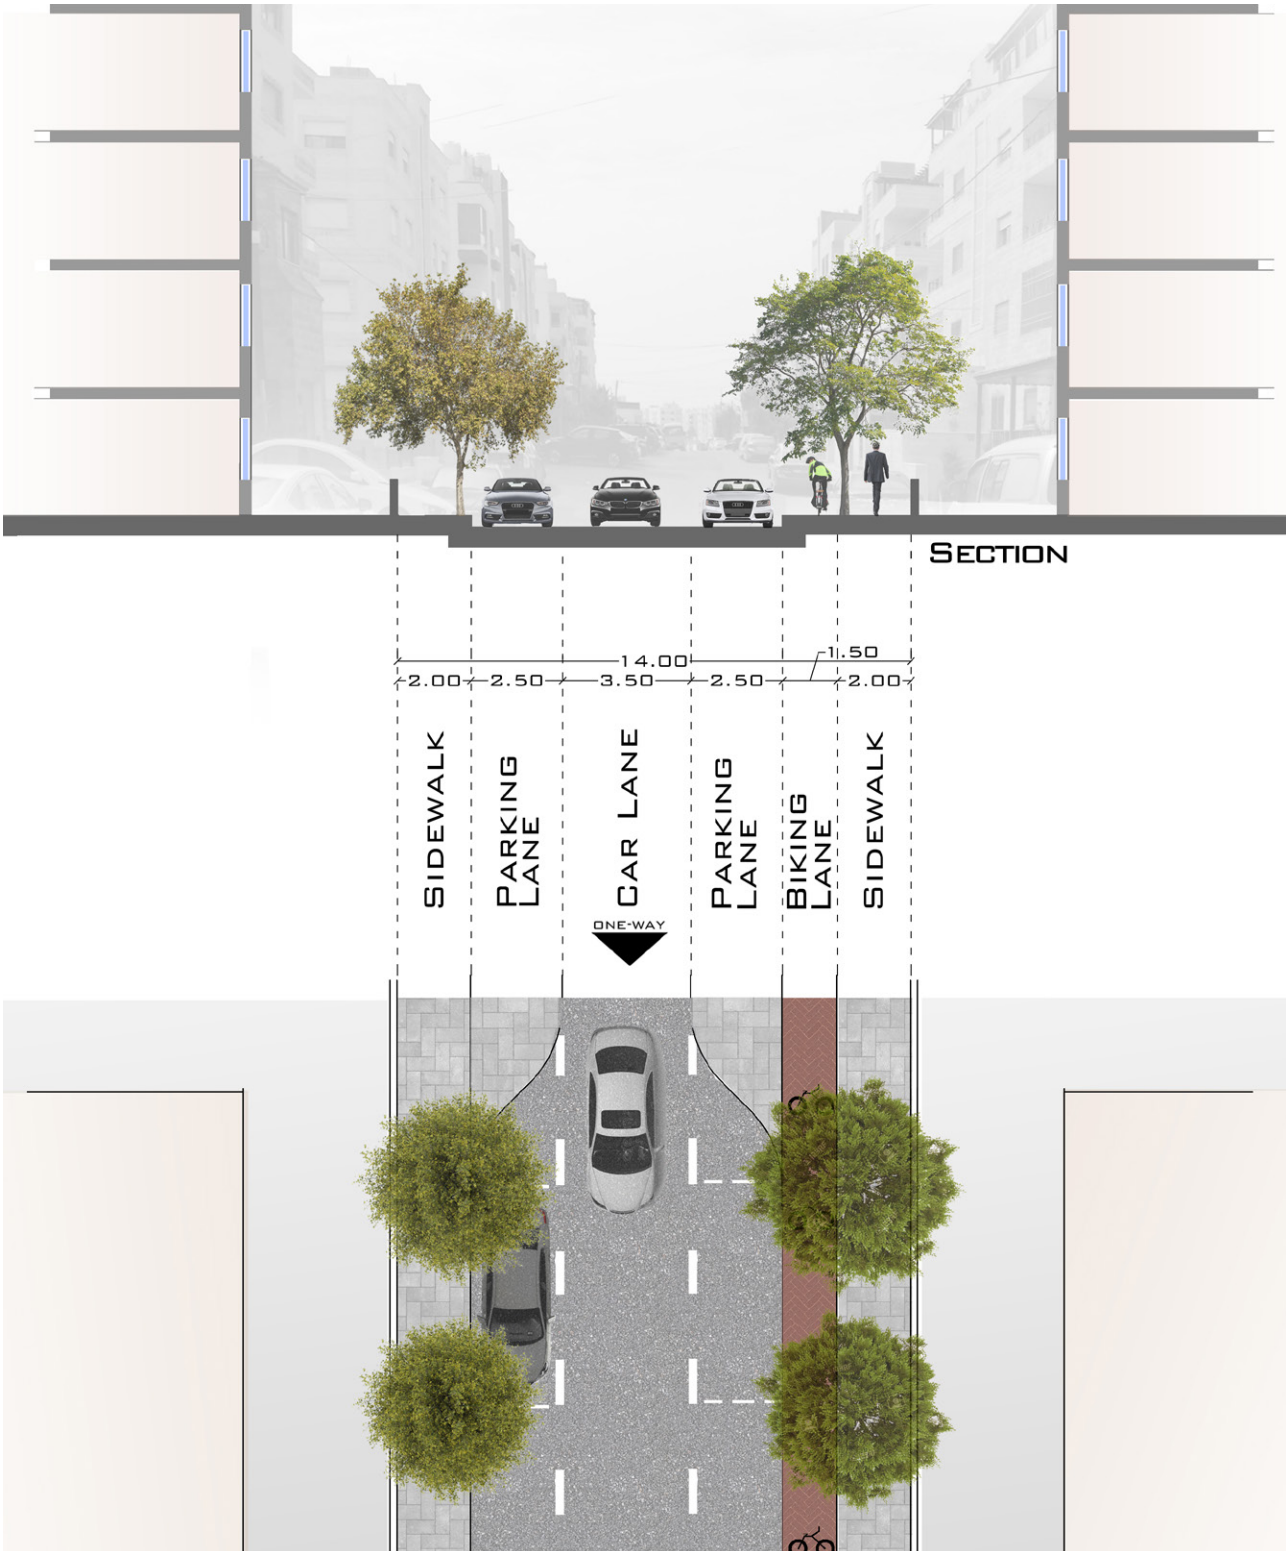 SECTION
1.50
14.00
2.00 2.50 3.50 2.50 2.00
SIDEWALK
PARKING
LANE
CAR LANE
PARKING
LANE
BIKING
LANE
SIDEWALK
ONE-WAY